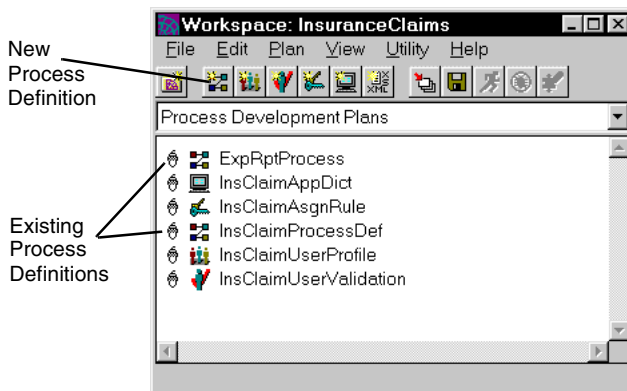 Workspace: InsuranceClaims
File Edit Plan View Utility Help
New
Process
Definition
XML
Process Development Plans
ExpRptProcess
InsClaimAppDict
InsClaimAsgnRule
InsClaimProcessDef
InsClaimUserProfile
InsClaimUserValidation
Existing
Process
Definitions